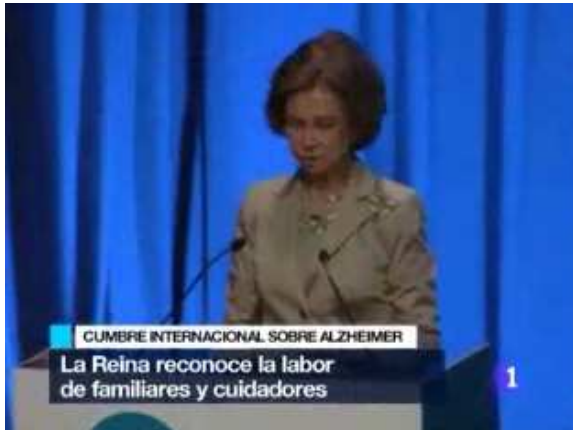 CUMBRE INTERNACIONAL SOBRE ALZHEIMER
La Reina reconoce la labor
de familiares y cuidadores
1